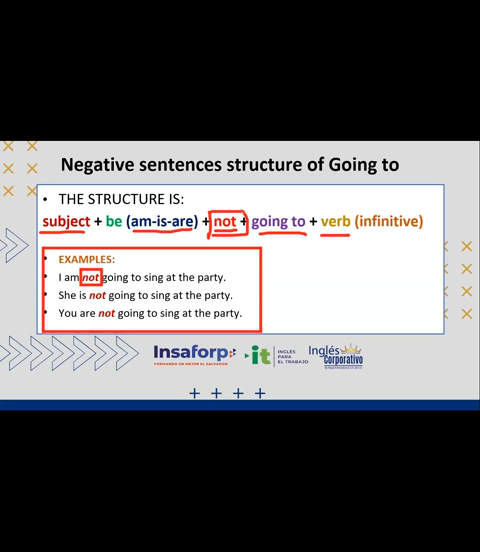 Negative sentences structure of Going to
• THE STRUCTURE IS:
subject + be (am-is-are) + not + going to + verb (infinitive)
• EXAMPLES:
• I am not going to sing at the party.
• She is not going to sing at the party.
• You are not going to sing at the party.
Insaforp
FORMANDO UN MEJOR EL SALVADOR
it
INGLÉS
PARA
EL TRABAJO
Inglés
Corporativo